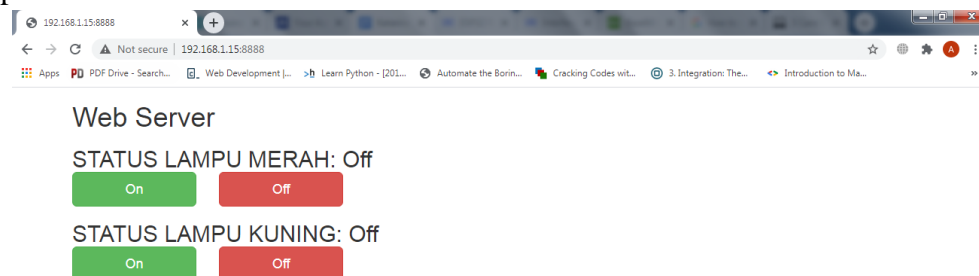 192.168.1.15:8888
Not secure | 192.168.1.15:8888
Apps PDF Drive - Search... Web Development |... Learn Python - [201... Automate the Borin... Cracking Codes wit... 3. Integration: The... Introduction to Ma... »
Web Server
STATUS LAMPU MERAH: Off
On Off
STATUS LAMPU KUNING: Off
On Off